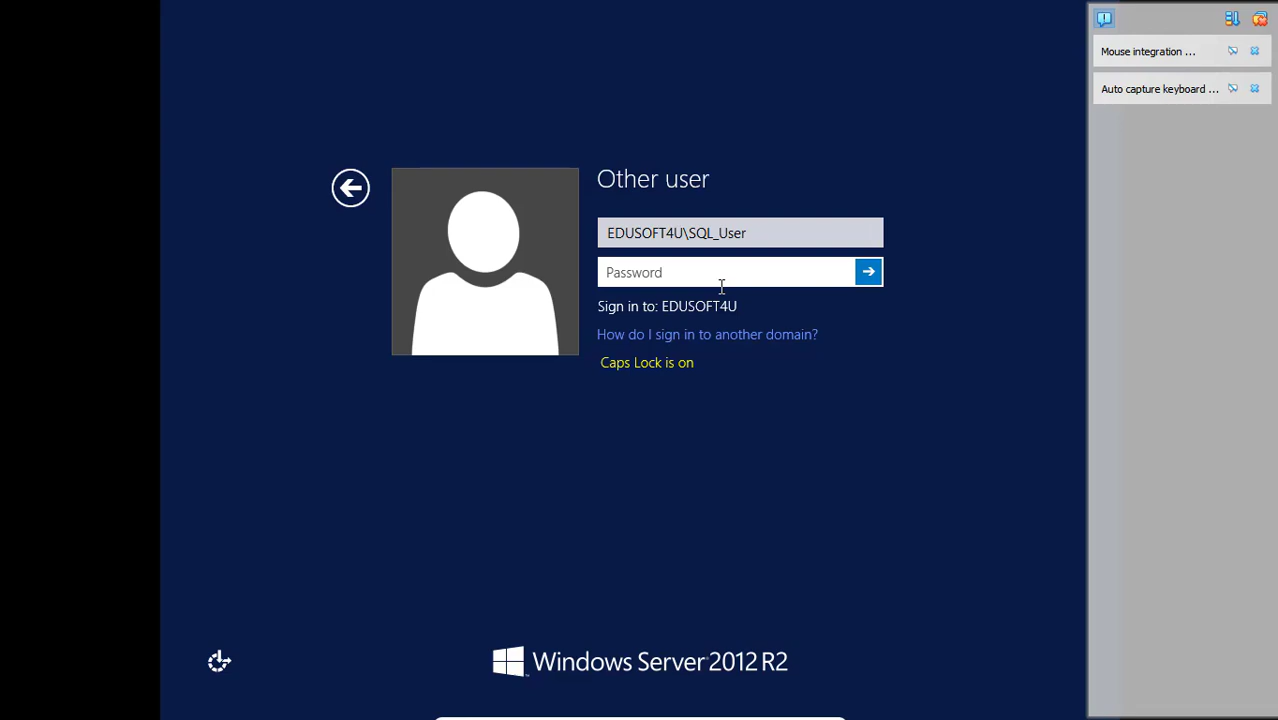 Mouse integration ...
Auto capture keyboard ...
Other user
EDUSOFT4U\SQL_User
Password
Sign in to: EDUSOFT4U
How do I sign in to another domain?
Caps Lock is on
Windows Server 2012 R2